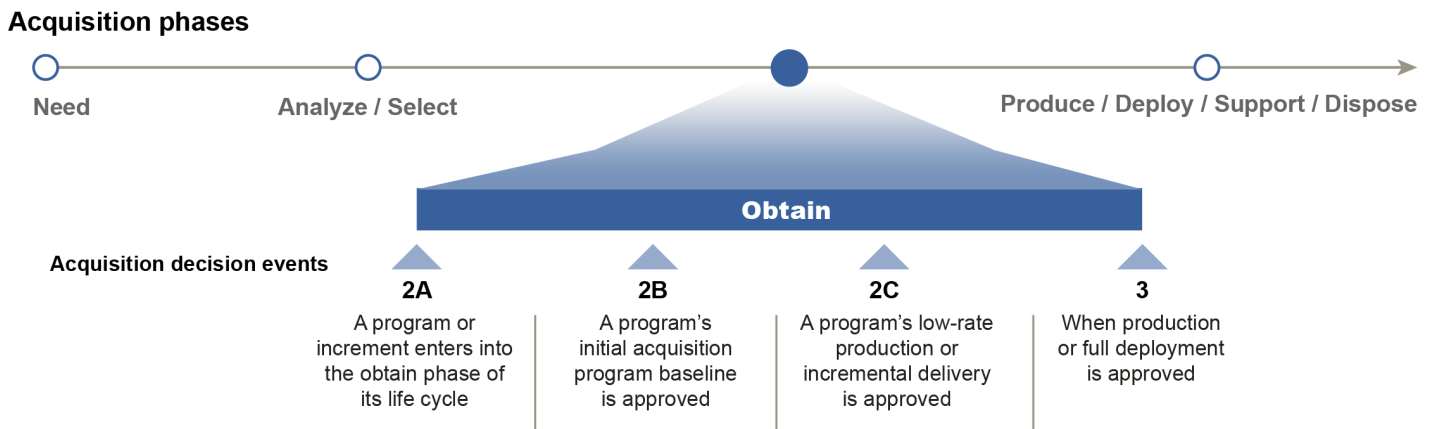 Acquisition phases
Need
Analyze / Select
Produce / Deploy / Support / Dispose
Obtain
Acquisition decision events
2A
A program or
increment enters into
the obtain phase of
its life cycle
2B
A program’s
initial acquisition
program baseline
is approved
2C
A program’s low-rate
production or
incremental delivery
is approved
3
When production
or full deployment
is approved